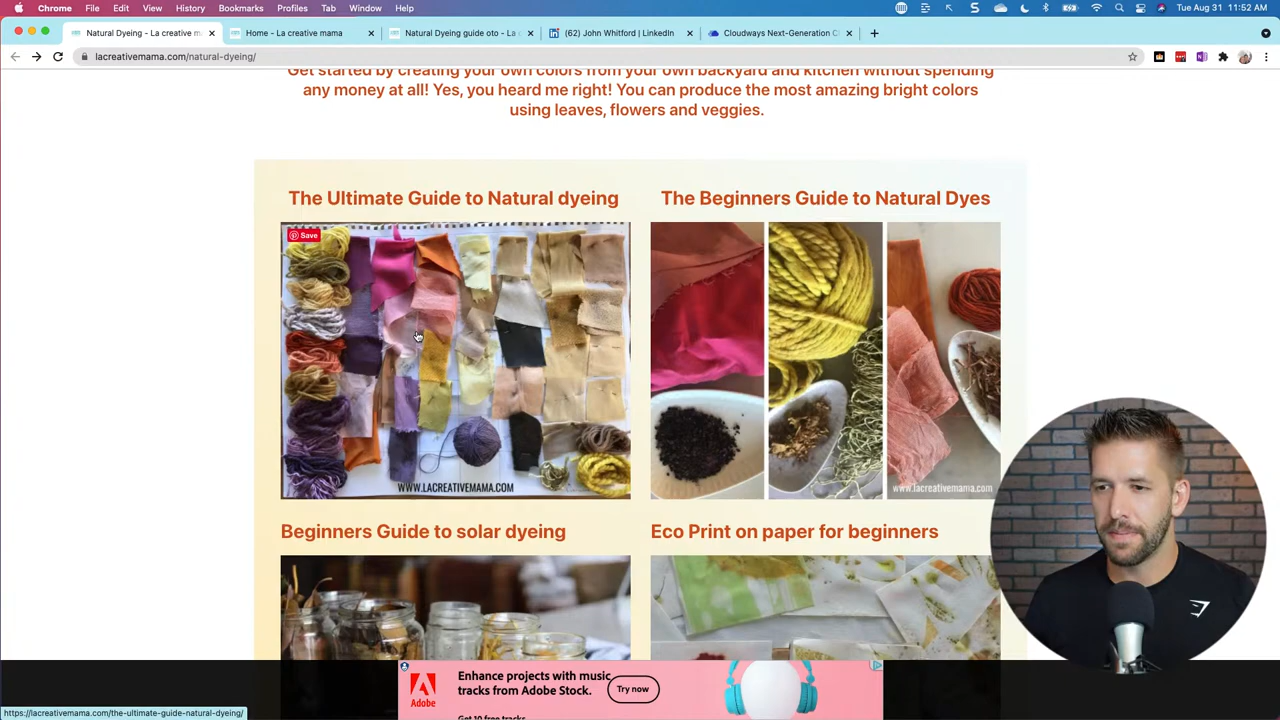 Chrome File Edit View History Bookmarks Profiles Tab Window Help
Tue Aug 31 11:52 AM
Natural Dyeing - La creative m
Home - La creative mama
Natural Dyeing guide oto - La c
(62) John Whitford | LinkedIn
Cloudways Next-Generation C
lacreativemama.com/natural-dyeing/
Get started by creating your own colors from your own backyard and kitchen without spending
any money at all! Yes, you heard me right! You can produce the most amazing bright colors
using leaves, flowers and veggies.
The Ultimate Guide to Natural dyeing
The Beginners Guide to Natural Dyes
Save
WWW.LACREATIVEMAMA.COM
www.lacreativemama.com
Beginners Guide to solar dyeing
Eco Print on paper for beginners
Adobe
Enhance projects with music
tracks from Adobe Stock.
Try now
Get 10 free tracks
https://lacreativemama.com/the-ultimate-guide-natural-dyeing/